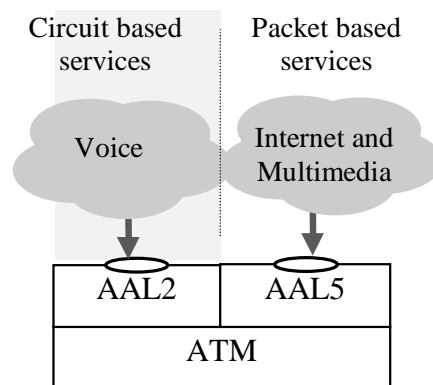 Circuit based
services
Packet based
services
Voice
Internet and
Multimedia
AAL2
AAL5
ATM